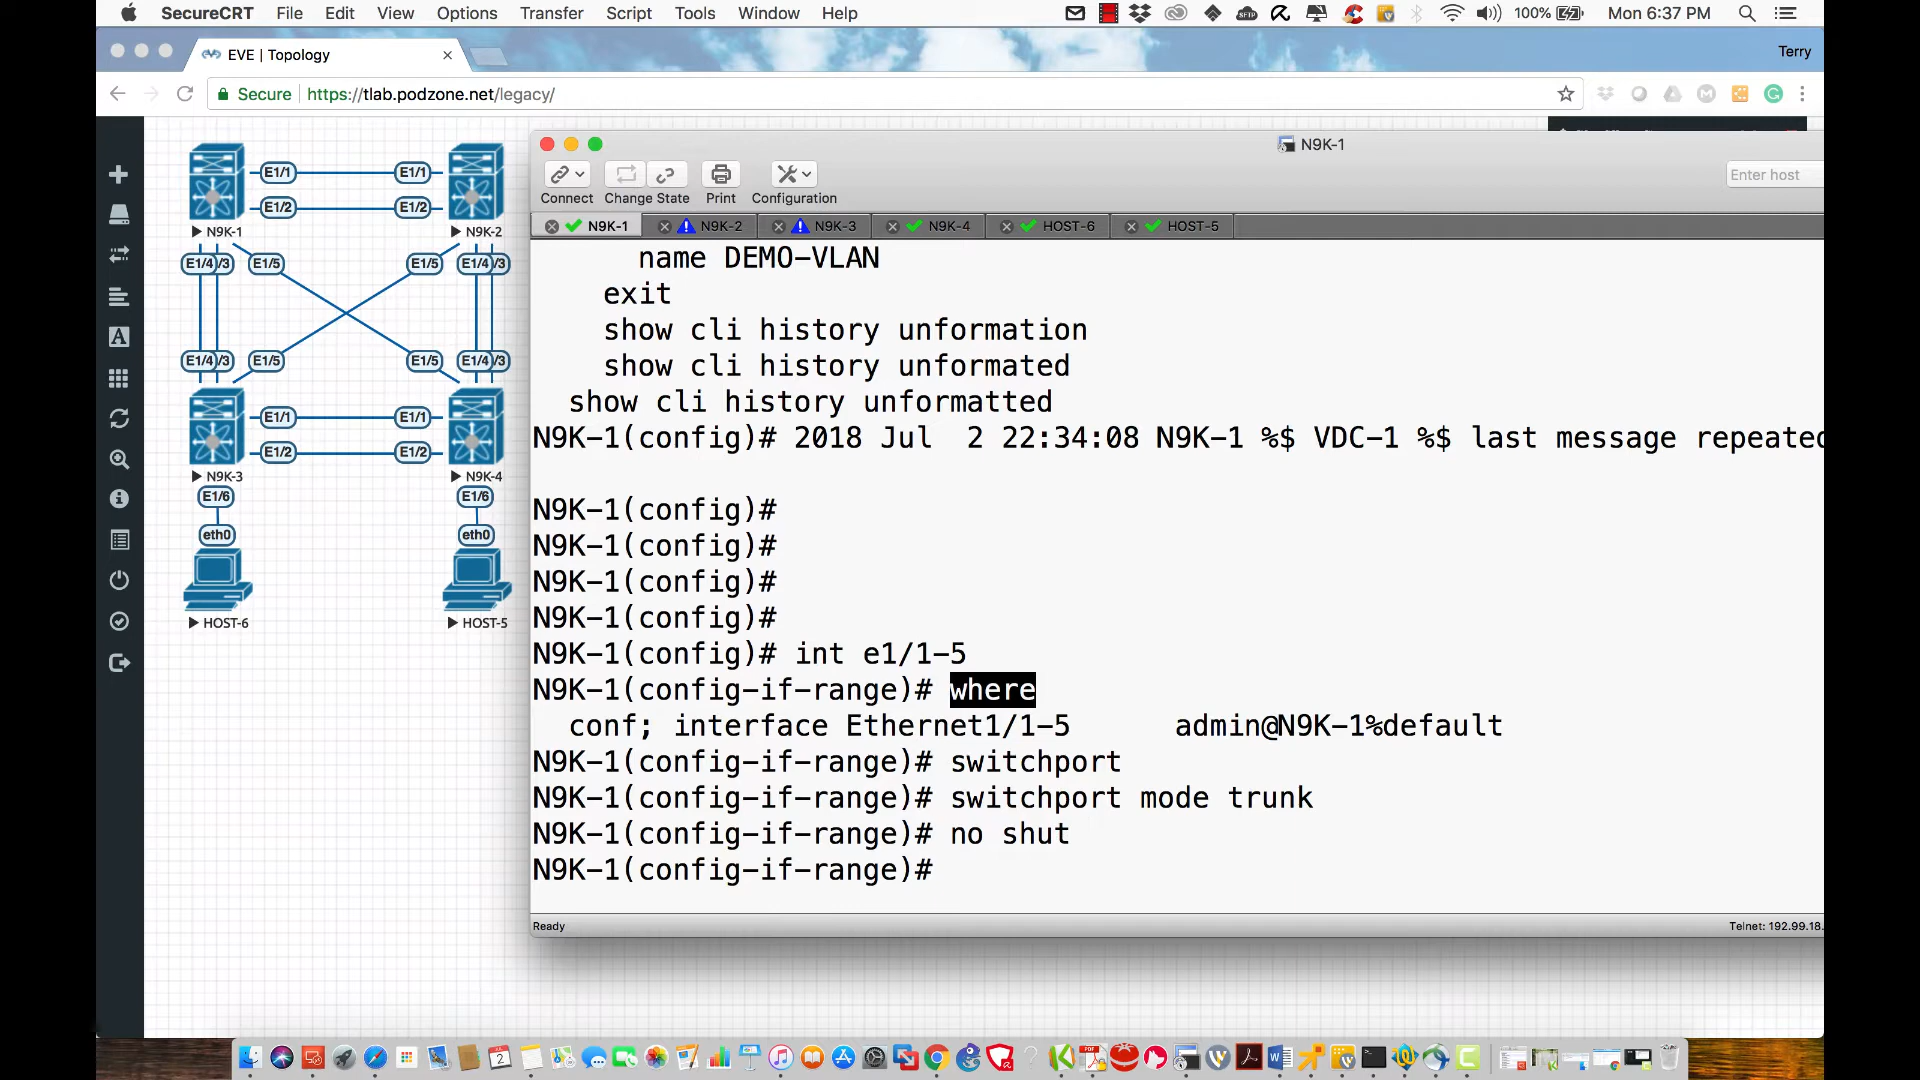 SecureCRT File Edit View Options Transfer Script Tools Window Help 100% Mon 6:37 PM
EVE | Topology
Terry
Secure https://tlab.podzone.net/legacy/
N9K-1
Enter host
Connect Change State Print Configuration
N9K-1 N9K-2 N9K-3 N9K-4 HOST-6 HOST-5
E1/1 E1/1
E1/2 E1/2
N9K-1 N9K-2
E1/4 /3 E1/5 E1/5 E1/4 /3
E1/4 /3 E1/5 E1/5 E1/4 /3
E1/1 E1/1
E1/2 E1/2
N9K-3 N9K-4
E1/6 E1/6
eth0 eth0
HOST-6 HOST-5
name DEMO-VLAN
exit
show cli history unformation
show cli history unformated
show cli history unformatted
N9K-1(config)# 2018 Jul  2 22:34:08 N9K-1 %$ VDC-1 %$ last message repeated
N9K-1(config)#
N9K-1(config)#
N9K-1(config)#
N9K-1(config)#
N9K-1(config)# int e1/1-5
N9K-1(config-if-range)# where
conf; interface Ethernet1/1-5      admin@N9K-1%default
N9K-1(config-if-range)# switchport
N9K-1(config-if-range)# switchport mode trunk
N9K-1(config-if-range)# no shut
N9K-1(config-if-range)#
Ready
Telnet: 192.99.18.